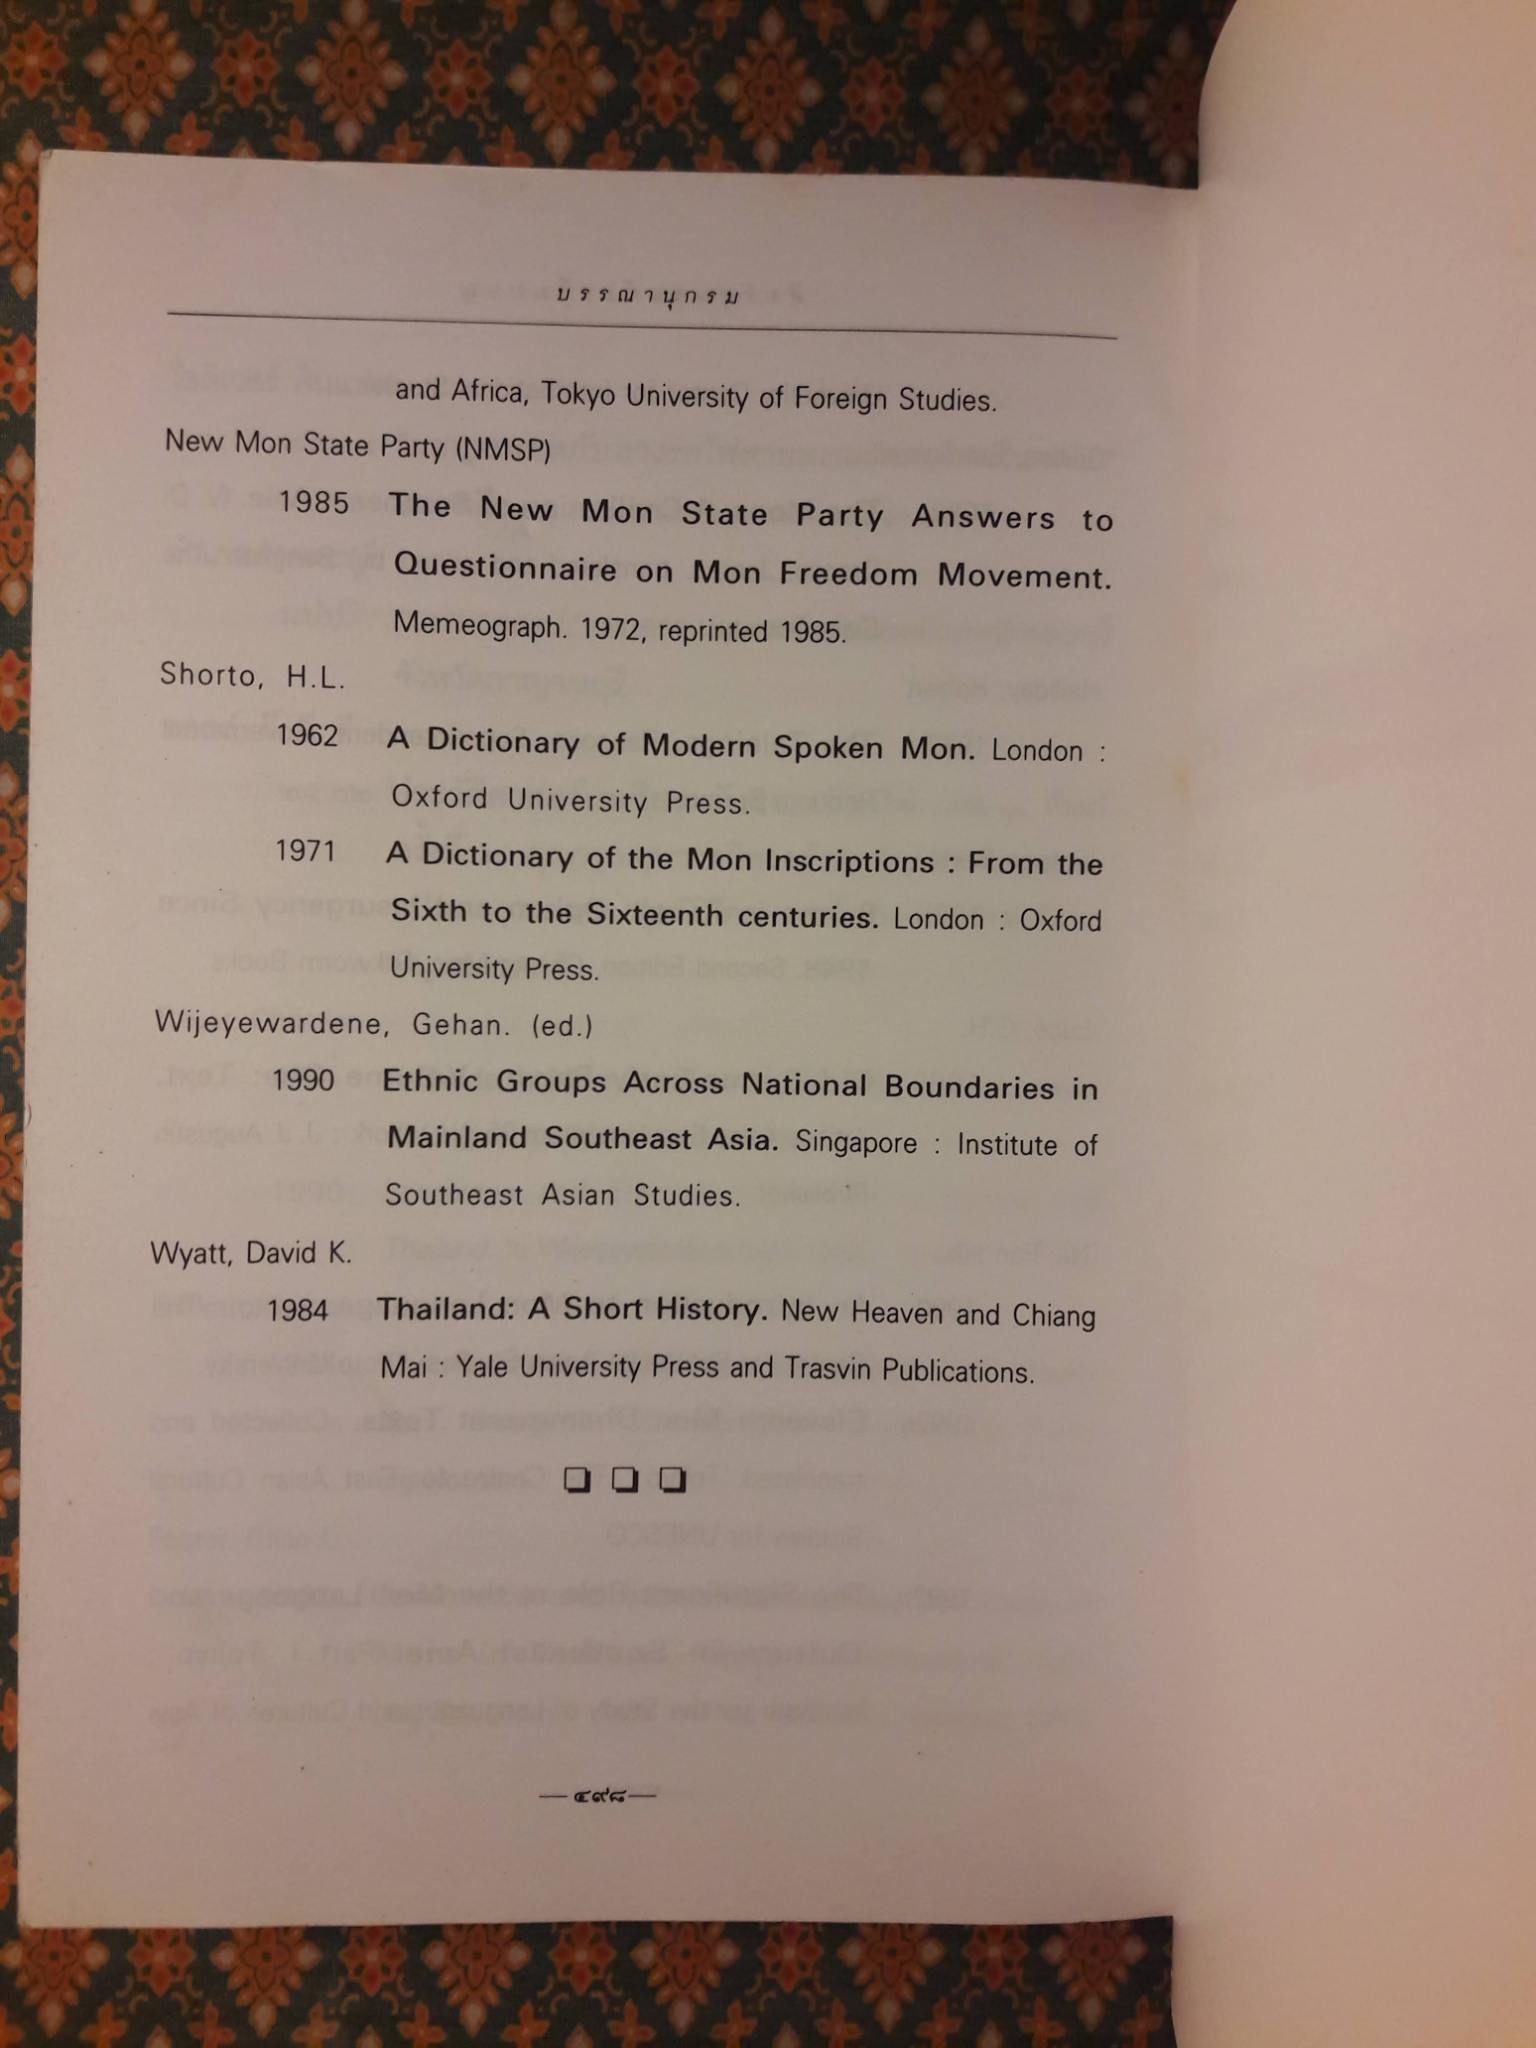 บรรณานุกรม
and Africa, Tokyo University of Foreign Studies.
New Mon State Party (NMSP)
1985 The New Mon State Party Answers to
Questionnaire on Mon Freedom Movement.
Memeograph. 1972, reprinted 1985.
Shorto, H.L.
1962 A Dictionary of Modern Spoken Mon. London :
Oxford University Press.
1971 A Dictionary of the Mon Inscriptions : From the
Sixth to the Sixteenth centuries. London : Oxford
University Press.
Wijeyewardene, Gehan. (ed.)
1990 Ethnic Groups Across National Boundaries in
Mainland Southeast Asia. Singapore : Institute of
Southeast Asian Studies.
Wyatt, David K.
1984 Thailand: A Short History. New Heaven and Chiang
Mai : Yale University Press and Trasvin Publications.
❏ ❏ ❏
— ๔๙๘ —